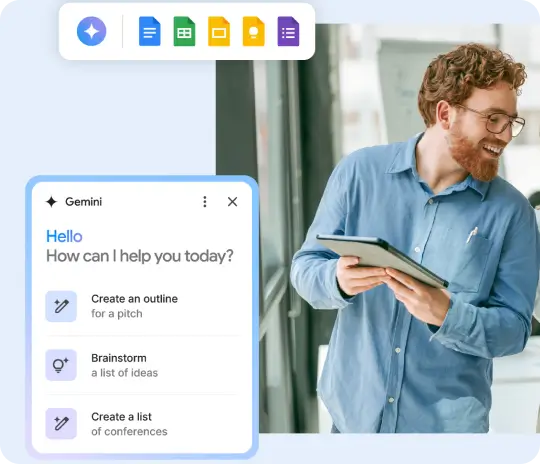 Gemini
Hello
How can I help you today?
Create an outline
for a pitch
Brainstorm
a list of ideas
Create a list
of conferences